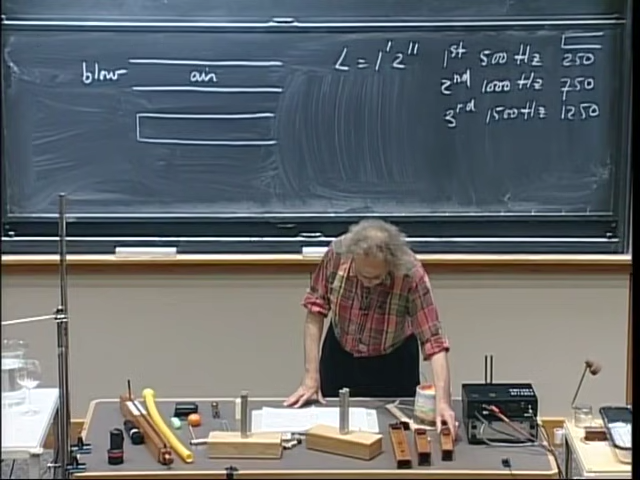 blow air L = 1' 2" 1st 500 Hz 250
2nd 1000 Hz 750
3rd 1500 Hz 1250